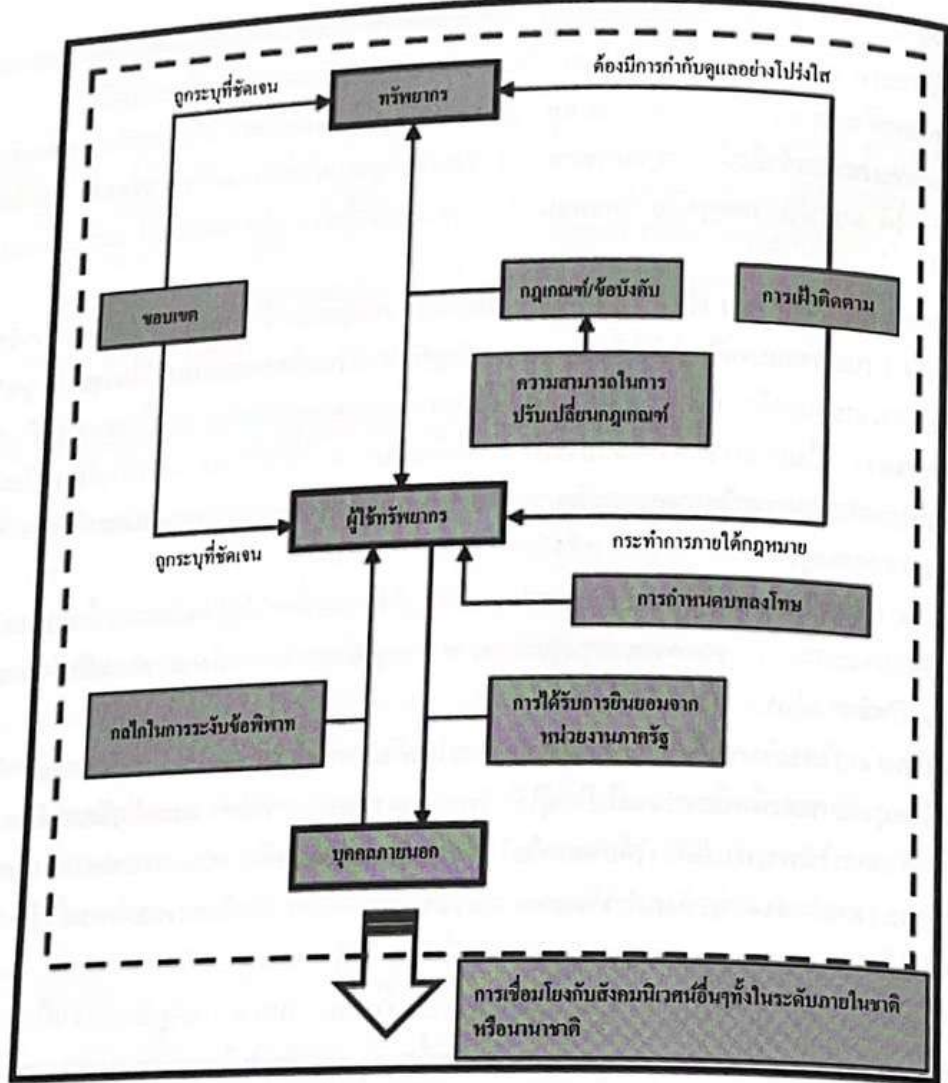 ต้องมีการกำกับดูแลอย่างโปร่งใส
ถูกระบุที่ชัดเจน
ทรัพยากร
กฎเกณฑ์/ข้อบังคับ
การเฝ้าติดตาม
ขอบเขต
ความสามารถในการ
ปรับเปลี่ยนกฎเกณฑ์
ผู้ใช้ทรัพยากร
ถูกระบุที่ชัดเจน
กระทำการภายใต้กฎหมาย
การกำหนดบทลงโทษ
กลไกในการระงับข้อพิพาท
การได้รับการยินยอมจาก
หน่วยงานภาครัฐ
บุคคลภายนอก
การเชื่อมโยงกับสังคมนิเวศน์อื่นๆทั้งในระดับภายในชาติ
หรือนานาชาติ